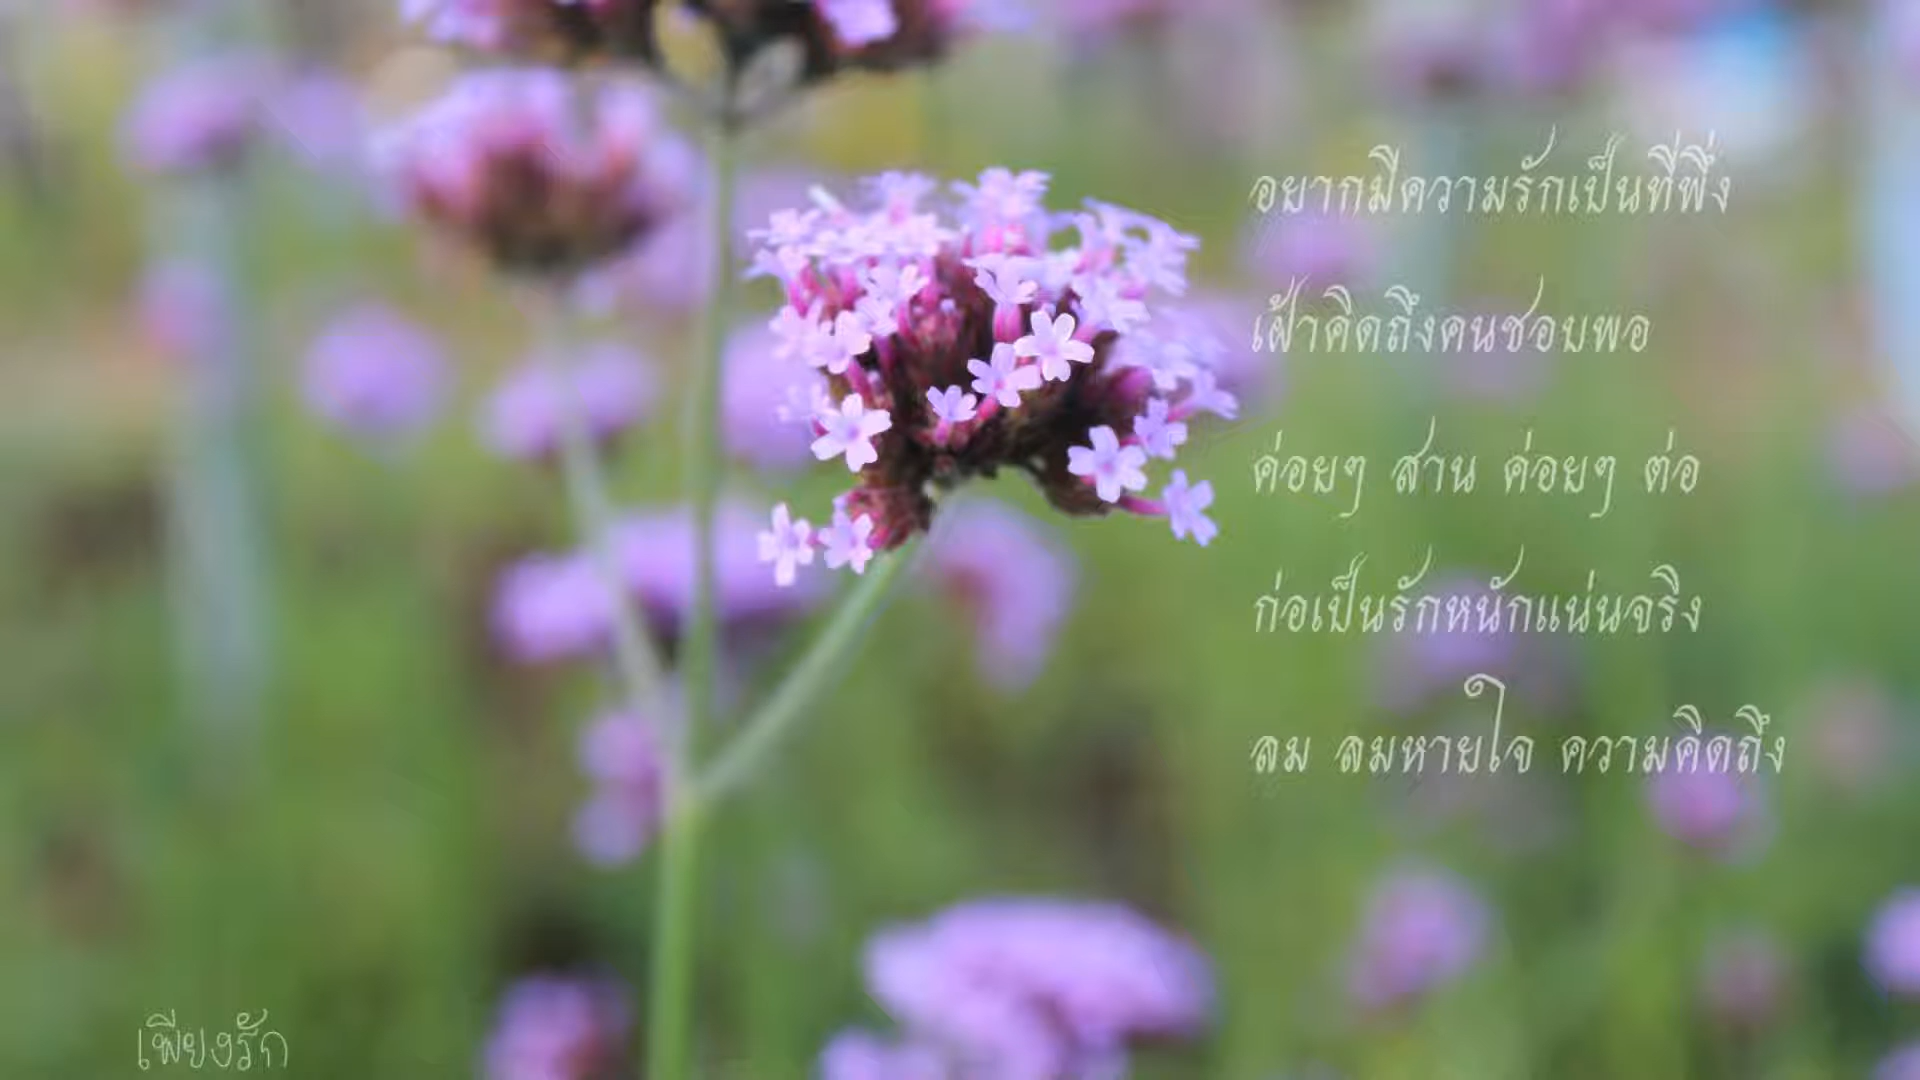 อยากมีความรักเป็นที่พึ่ง
เฝ้าคิดถึงคนชอบพอ
ค่อยๆ สาน ค่อยๆ ต่อ
ก่อเป็นรักหนักแน่นจริง
ลม ลมหายใจ ความคิดถึง
เพียงรัก